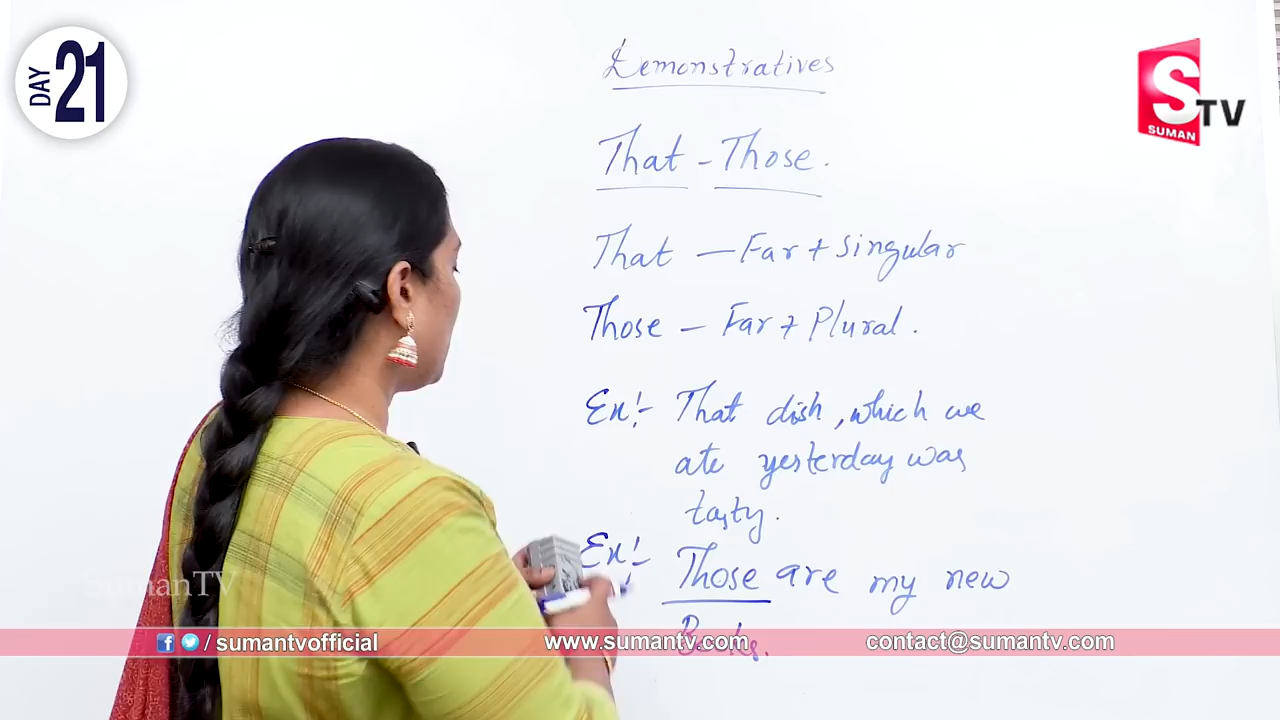 DAY 21
Demonstratives
S TV
SUMAN
That - Those.
That — Far + singular
Those — Far + Plural.
Ex:- That dish, which we
ate yesterday was
tasty.
Ex:- Those are my new
Books.
SumanTV
/ sumantvofficial
www.sumantv.com
contact@sumantv.com